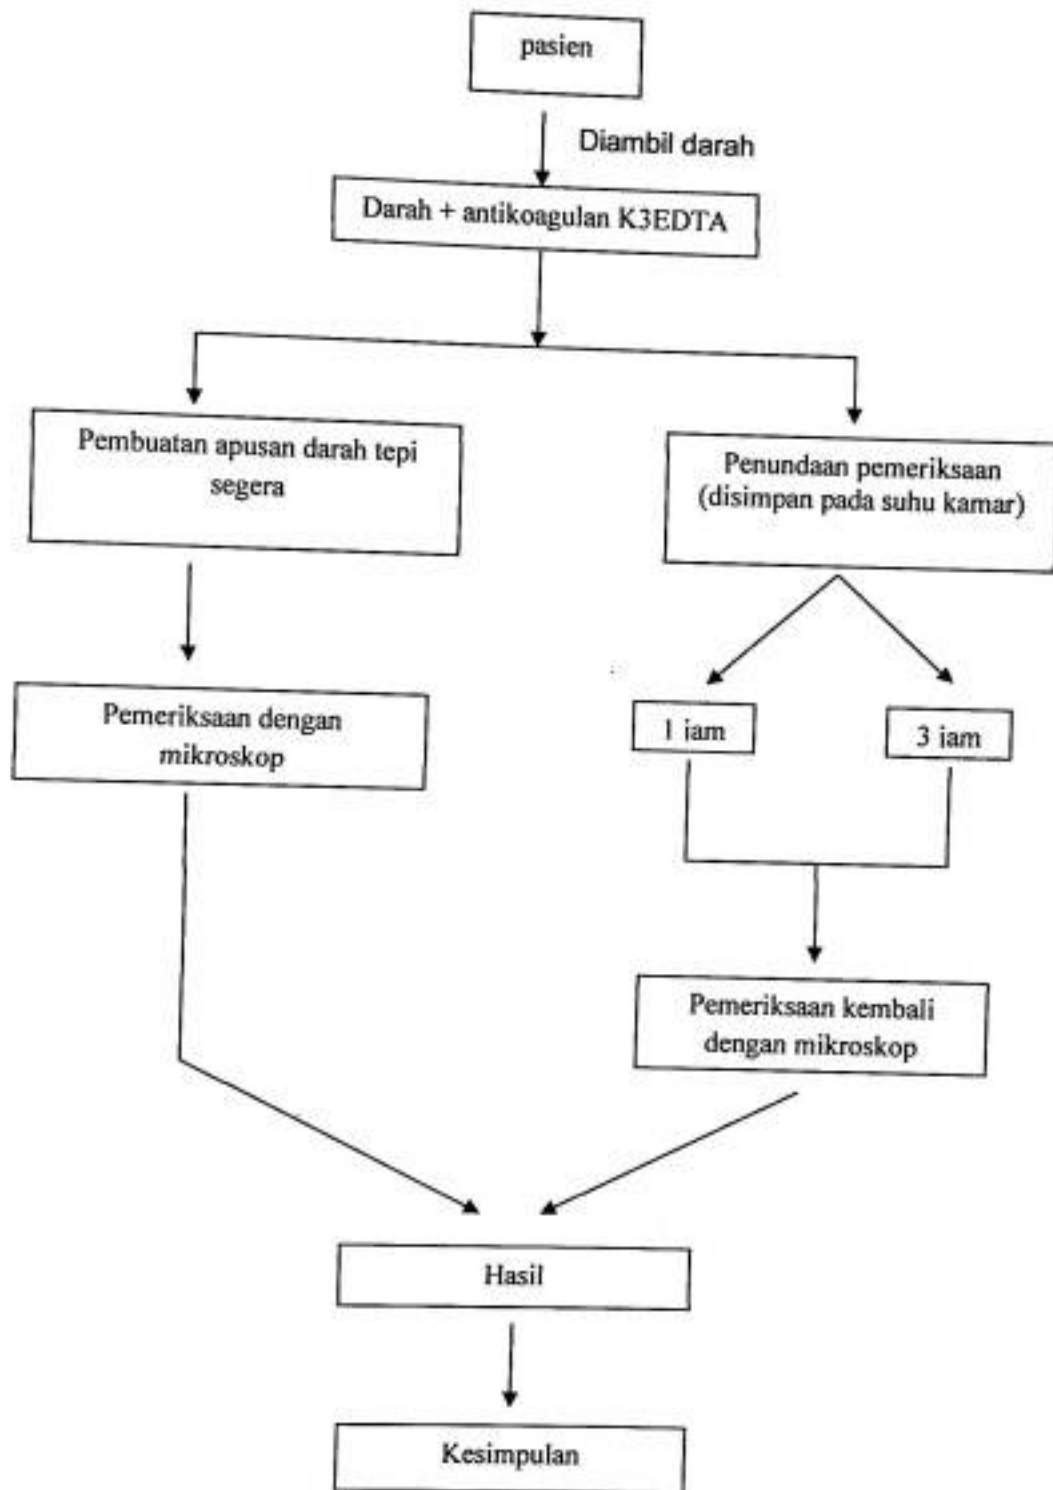 pasien
Diambil darah
Darah + antikoagulan K3EDTA
Pembuatan apusan darah tepi
segera
Penundaan pemeriksaan
(disimpan pada suhu kamar)
Pemeriksaan dengan
mikroskop
1 jam
3 jam
Pemeriksaan kembali
dengan mikroskop
Hasil
Kesimpulan